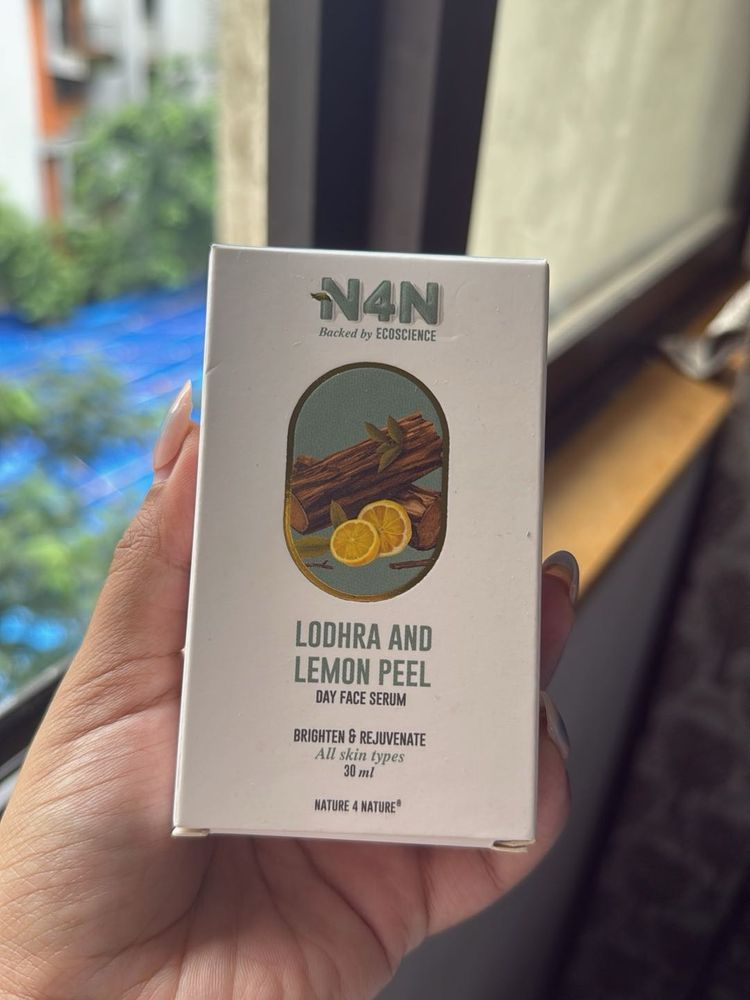 N4N
Backed by ECOSCIENCE
LODHRA AND
LEMON PEEL
DAY FACE SERUM
BRIGHTEN & REJUVENATE
All skin types
30 ml
NATURE 4 NATURE®